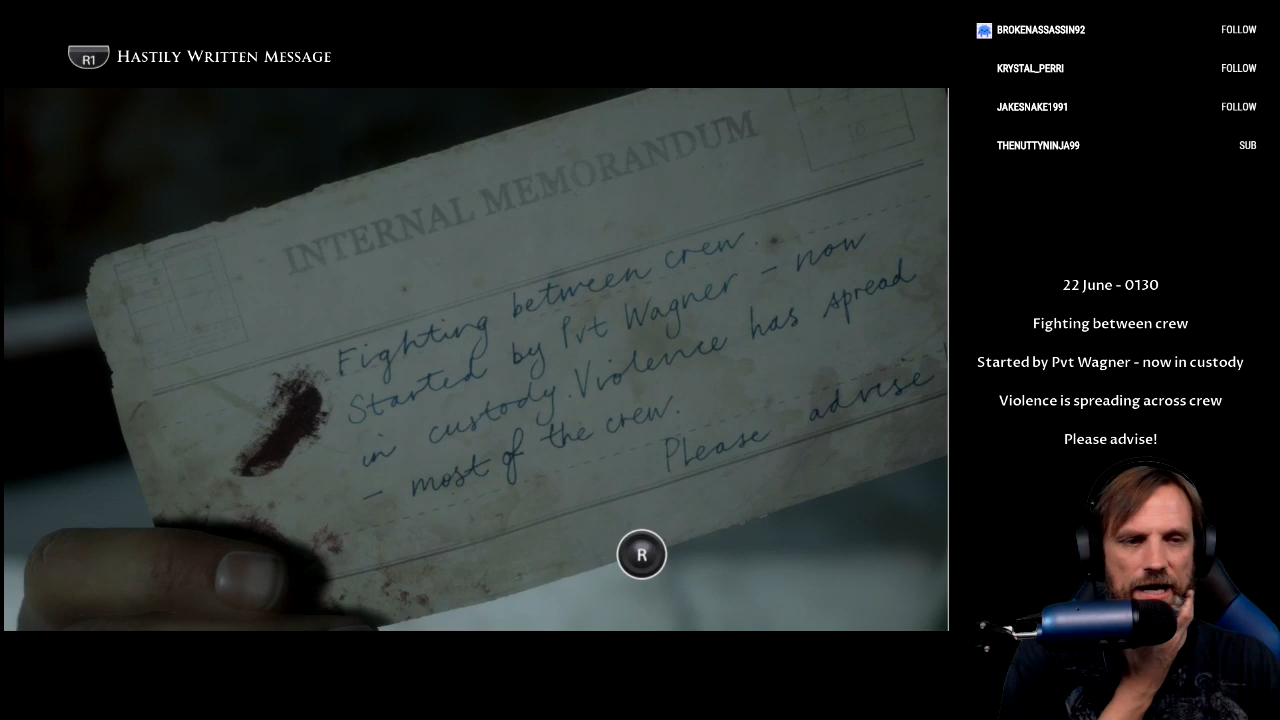 R1 Hastily Written Message
INTERNAL MEMORANDUM
Fighting between crew.
Started by Pvt Wagner - now
in custody. Violence has spread
- most of the crew.
Please advise!
R
BROKENASSASSIN92 FOLLOW
KRYSTAL_PERRI FOLLOW
JAKESNAKE1991 FOLLOW
THENUTTYNINJA99 SUB
22 June - 0130
Fighting between crew
Started by Pvt Wagner - now in custody
Violence is spreading across crew
Please advise!